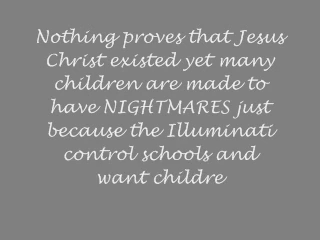 Nothing proves that Jesus
Christ existed yet many
children are made to
have NIGHTMARES just
because the Illuminati
control schools and
want childre